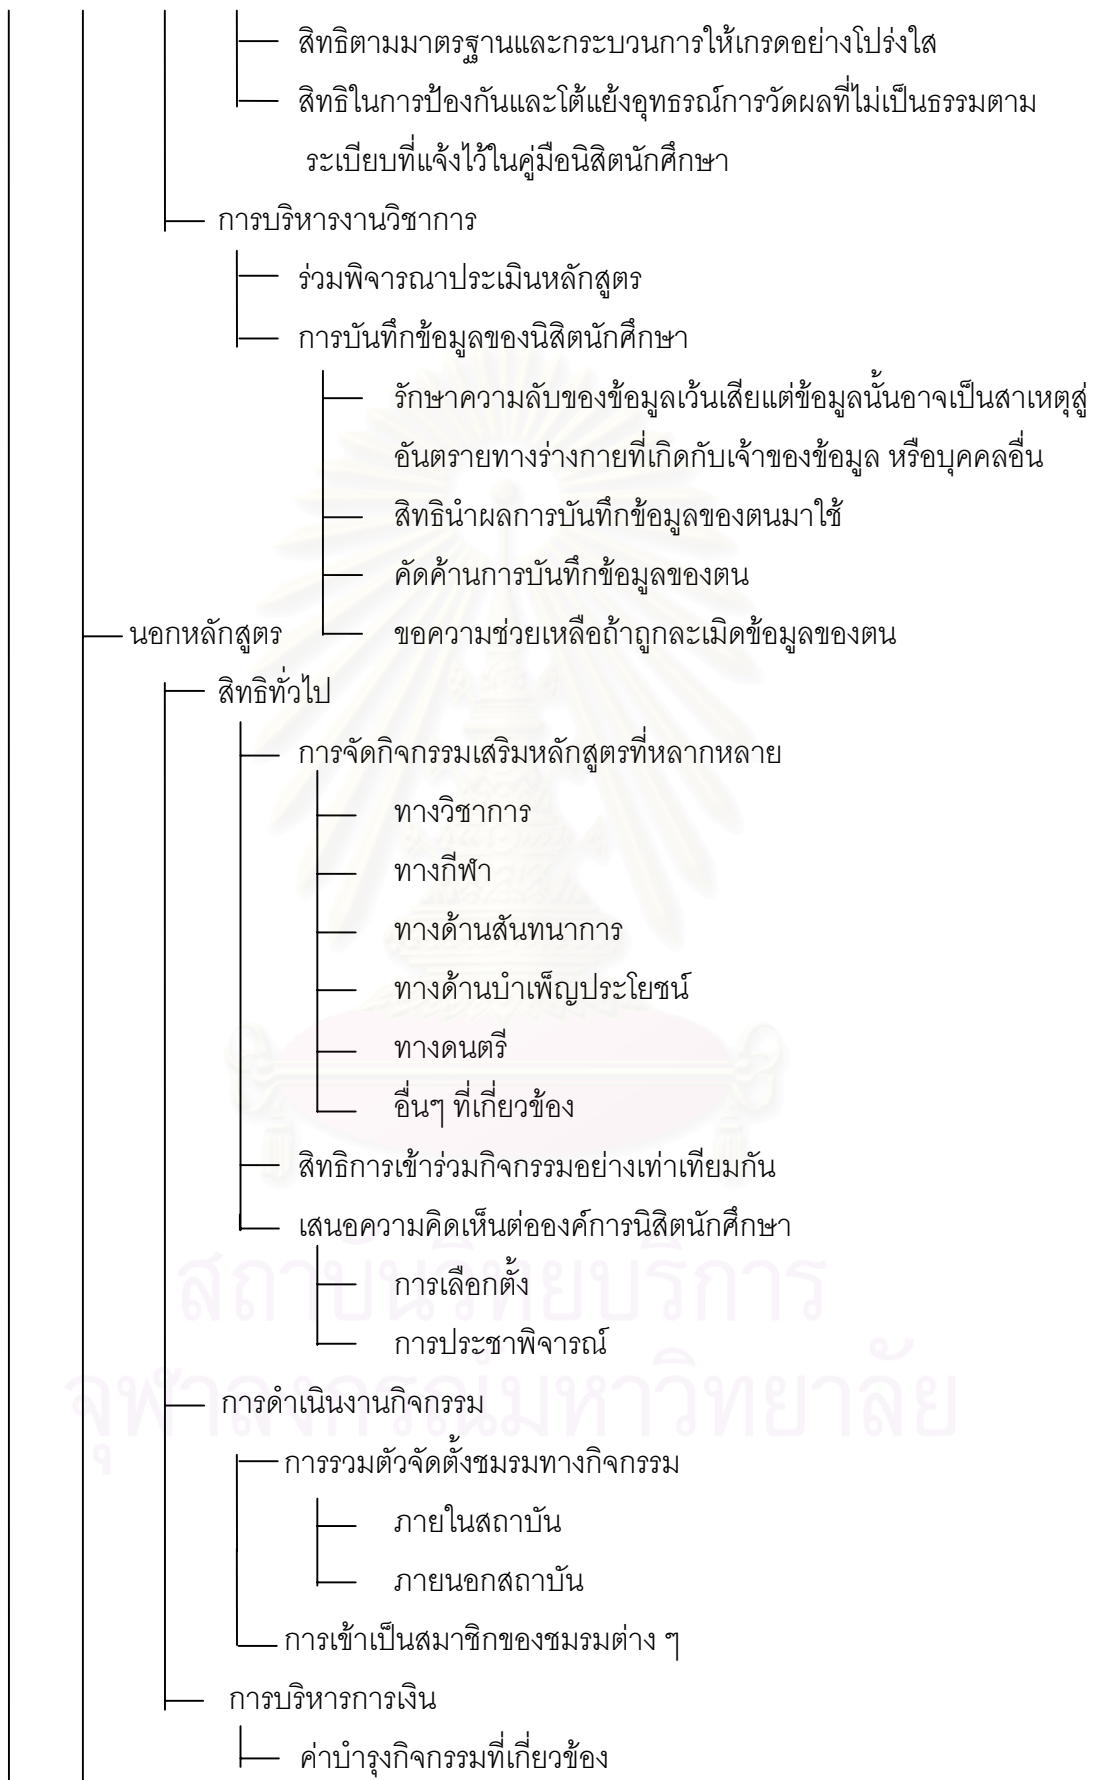 สิทธิตามมาตรฐานและกระบวนการให้เกรดอย่างโปร่งใส
สิทธิในการป้องกันและโต้แย้งอุทธรณ์การวัดผลที่ไม่เป็นธรรมตาม
ระเบียบที่แจ้งไว้ในคู่มือนิสิตนักศึกษา
การบริหารงานวิชาการ
ร่วมพิจารณาประเมินหลักสูตร
การบันทึกข้อมูลของนิสิตนักศึกษา
รักษาความลับของข้อมูลเว้นเสียแต่ข้อมูลนั้นอาจเป็นสาเหตุสู่
อันตรายทางร่างกายที่เกิดกับเจ้าของข้อมูล หรือบุคคลอื่น
สิทธินำผลการบันทึกข้อมูลของตนมาใช้
คัดค้านการบันทึกข้อมูลของตน
นอกหลักสูตร ขอความช่วยเหลือถ้าถูกละเมิดข้อมูลของตน
สิทธิทั่วไป
การจัดกิจกรรมเสริมหลักสูตรที่หลากหลาย
ทางวิชาการ
ทางกีฬา
ทางด้านสันทนาการ
ทางด้านบำเพ็ญประโยชน์
ทางดนตรี
อื่นๆ ที่เกี่ยวข้อง
สิทธิการเข้าร่วมกิจกรรมอย่างเท่าเทียมกัน
เสนอความคิดเห็นต่อองค์การนิสิตนักศึกษา
สถาบันวิทยบริการ
การเลือกตั้ง
การประชาพิจารณ์
จุฬาลงกรณ์มหาวิทยาลัย
การดำเนินงานกิจกรรม
การรวมตัวจัดตั้งชมรมทางกิจกรรม
ภายในสถาบัน
ภายนอกสถาบัน
การเข้าเป็นสมาชิกของชมรมต่าง ๆ
การบริหารการเงิน
ค่าบำรุงกิจกรรมที่เกี่ยวข้อง